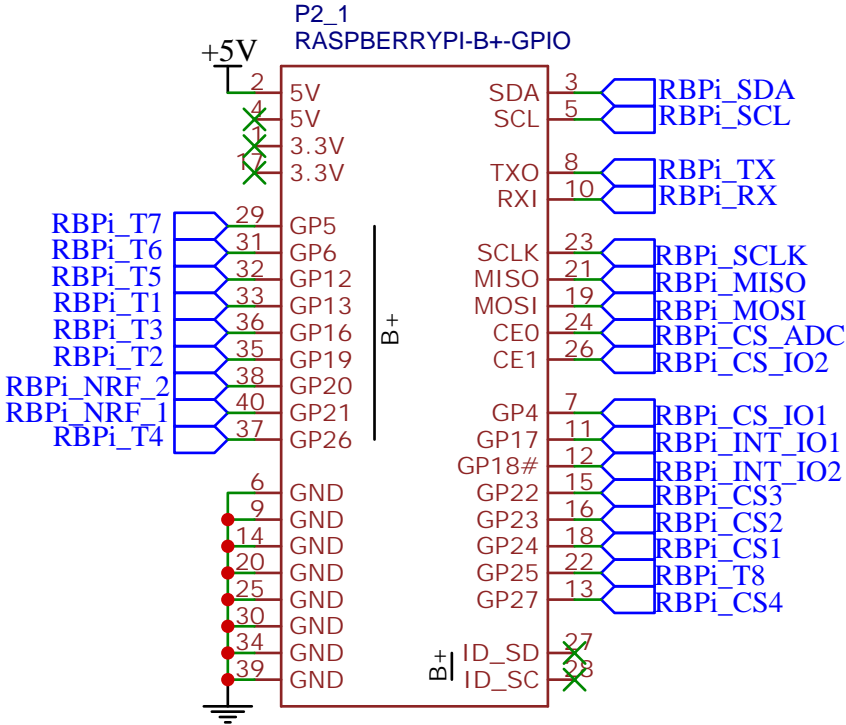 P2_1
RASPBERRYPI-B+-GPIO
+5V
2 5V
4 5V
1 3.3V
17 3.3V
RBPi_T7 29 GP5
RBPi_T6 31 GP6
RBPi_T5 32 GP12
RBPi_T1 33 GP13
RBPi_T3 36 GP16
RBPi_T2 35 GP19
RBPi_NRF_2 38 GP20
RBPi_NRF_1 40 GP21
RBPi_T4 37 GP26
B+
6 GND
9 GND
14 GND
20 GND
25 GND
30 GND
34 GND
39 GND
SDA 3 RBPi_SDA
SCL 5 RBPi_SCL
TXO 8 RBPi_TX
RXI 10 RBPi_RX
SCLK 23 RBPi_SCLK
MISO 21 RBPi_MISO
MOSI 19 RBPi_MOSI
CE0 24 RBPi_CS_ADC
CE1 26 RBPi_CS_IO2
GP4 7 RBPi_CS_IO1
GP17 11 RBPi_INT_IO1
GP18# 12 RBPi_INT_IO2
GP22 15 RBPi_CS3
GP23 16 RBPi_CS2
GP24 18 RBPi_CS1
GP25 22 RBPi_T8
GP27 13 RBPi_CS4
B+
ID_SD 27
ID_SC 28